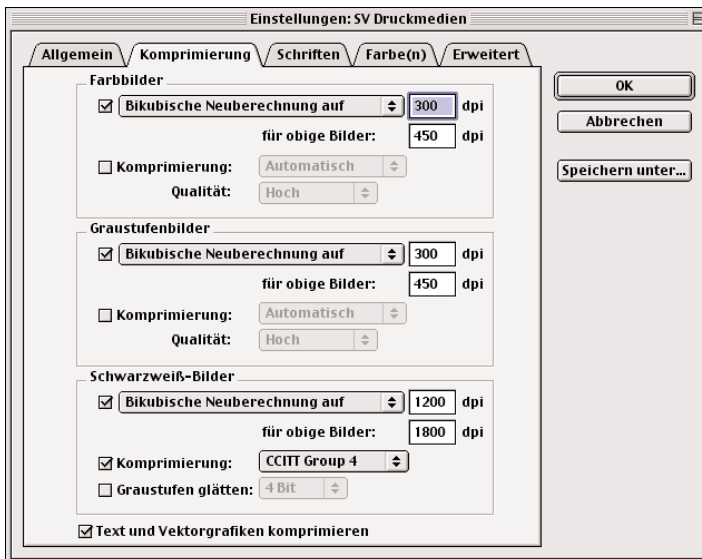 Einstellungen: SV Druckmedien
Allgemein Komprimierung Schriften Farbe(n) Erweitert
Farbbilder
Bikubische Neuberechnung auf 300 dpi
für obige Bilder: 450 dpi
Komprimierung: Automatisch
Qualität: Hoch
Graustufenbilder
Bikubische Neuberechnung auf 300 dpi
für obige Bilder: 450 dpi
Komprimierung: Automatisch
Qualität: Hoch
Schwarzweiß-Bilder
Bikubische Neuberechnung auf 1200 dpi
für obige Bilder: 1800 dpi
Komprimierung: CCITT Group 4
Graustufen glätten: 4 Bit
Text und Vektorgrafiken komprimieren
OK
Abbrechen
Speichern unter...